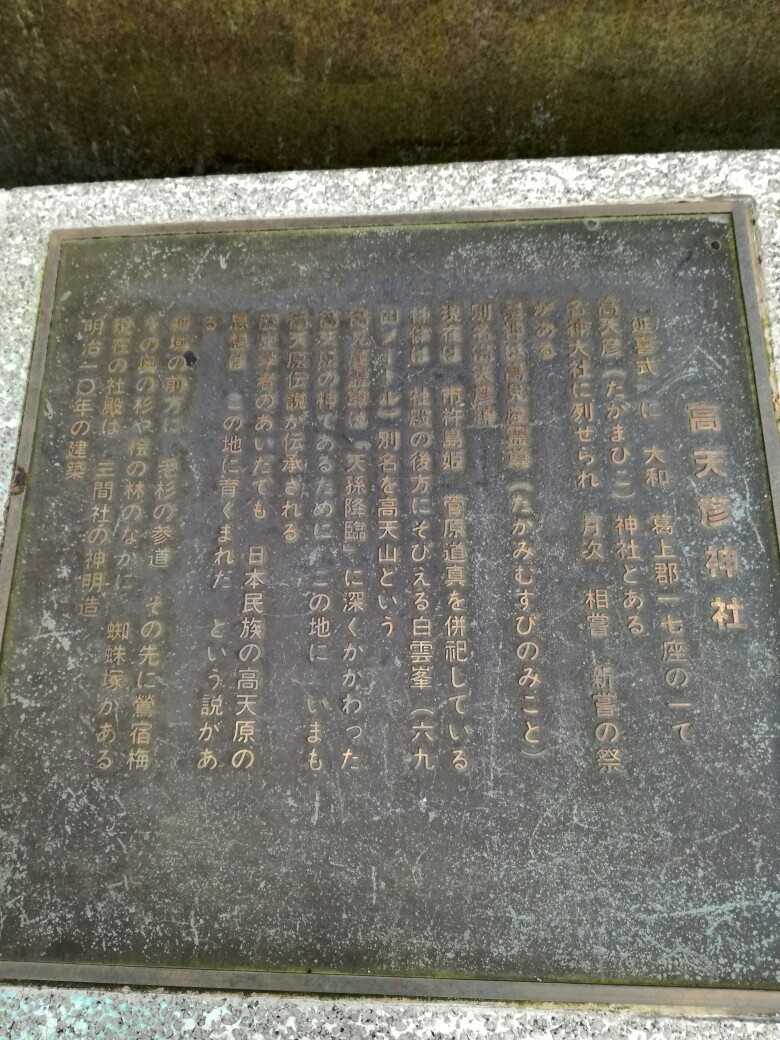 高天彦神社
延喜式 に 大和 葛上郡一七座の一て
高天彦(たかまひこ)神社とある
名神大社に列せられ 月次 相嘗 新嘗の祭
がある
(たかみむすびのみこと)
別名
現在は 市杵島姫 菅原道真を併祀している
社殿の後方にそびえる白雲峯(六九
四メートル)別名を高天山という
は「天孫降臨」に深くかかわった
高天原の神であるために この地に いまも
高天原伝説が伝承される
歴史学者のあいだでも 日本民族の高天原の
この地に育くまれた という説があ
る
の前方に 老杉の参道 その先に鶯宿梅
その奥の杉や桧の林のなかに 蜘蛛塚がある
現在の社殿は 三間社の神明造
明治一〇年の建築